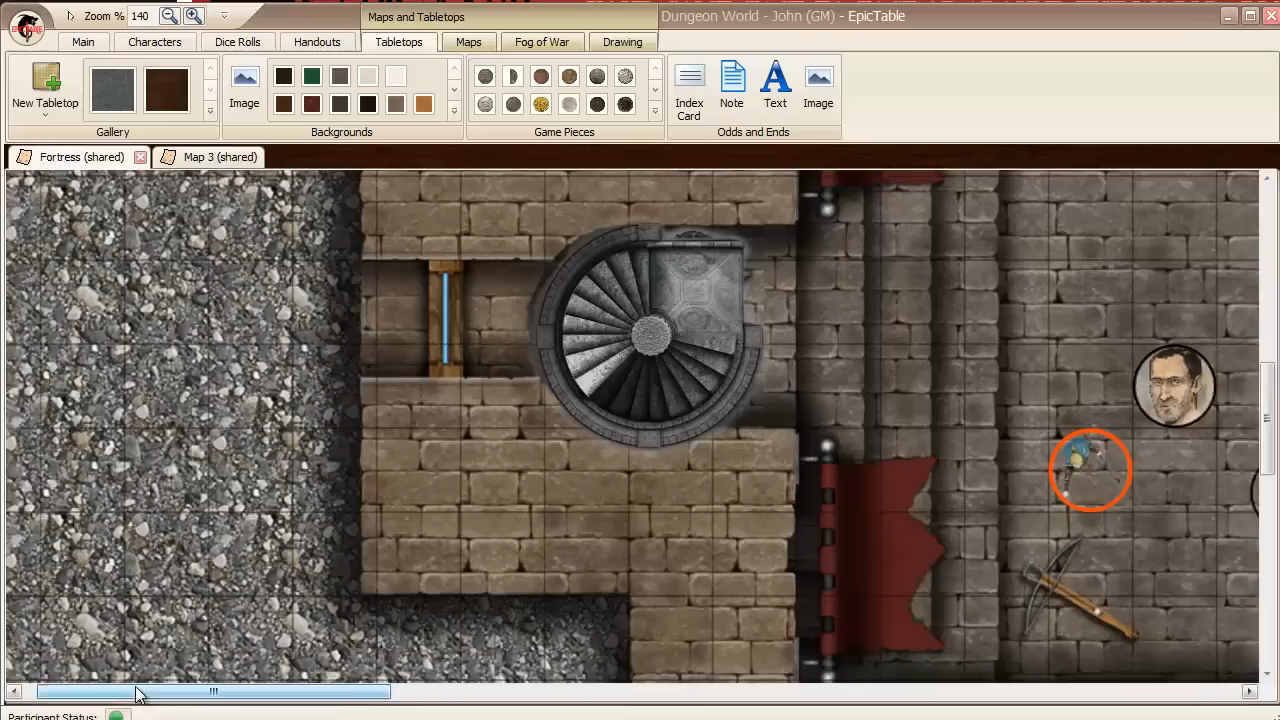 Zoom % 140
Maps and Tabletops
Dungeon World - John (GM) - EpicTable
Main Characters Dice Rolls Handouts Tabletops Maps Fog of War Drawing
New Tabletop
Image
Index Card
Note
Text
Image
Gallery
Backgrounds
Game Pieces
Odds and Ends
Fortress (shared)
Map 3 (shared)
Participant Status: